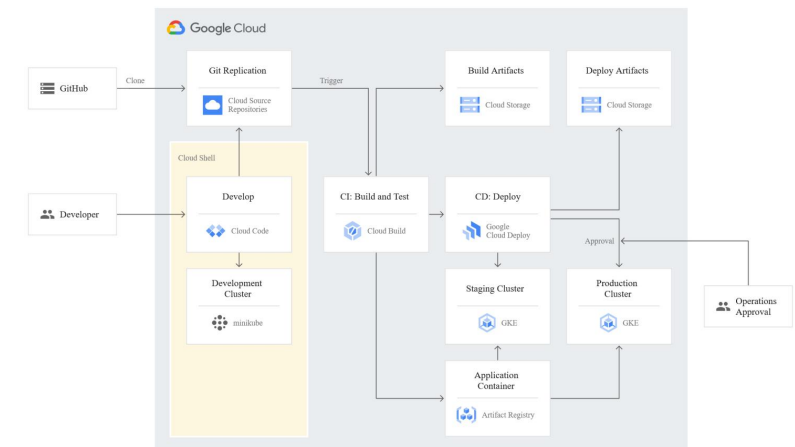 Google Cloud
GitHub
Clone
Git Replication
Cloud Source
Repositories
Trigger
Build Artifacts
Cloud Storage
Deploy Artifacts
Cloud Storage
Cloud Shell
Developer
Develop
Cloud Code
CI: Build and Test
Cloud Build
CD: Deploy
Google
Cloud Deploy
Approval
Development
Cluster
minikube
Staging Cluster
GKE
Production
Cluster
GKE
Operations
Approval
Application
Container
Artifact Registry